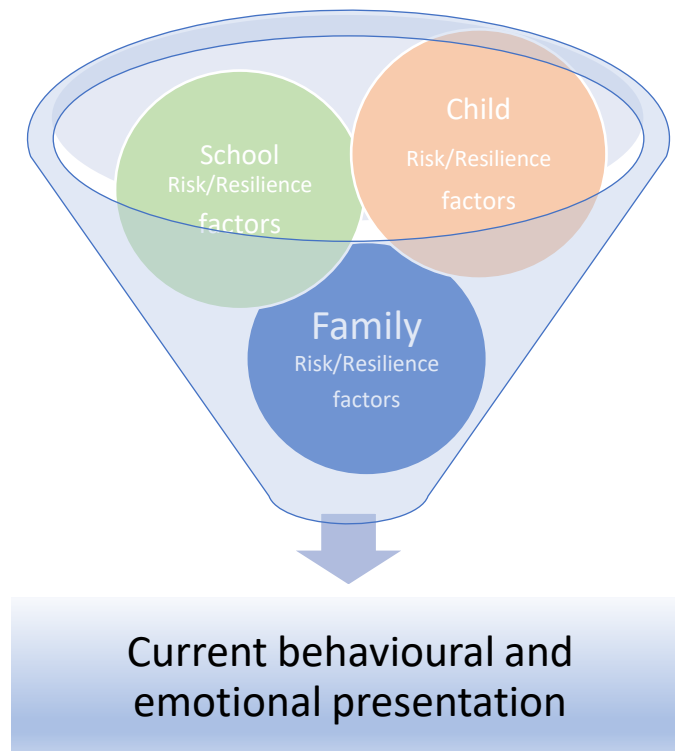 School
Risk/Resilience
factors
Child
Risk/Resilience
factors
Family
Risk/Resilience
factors
Current behavioural and
emotional presentation